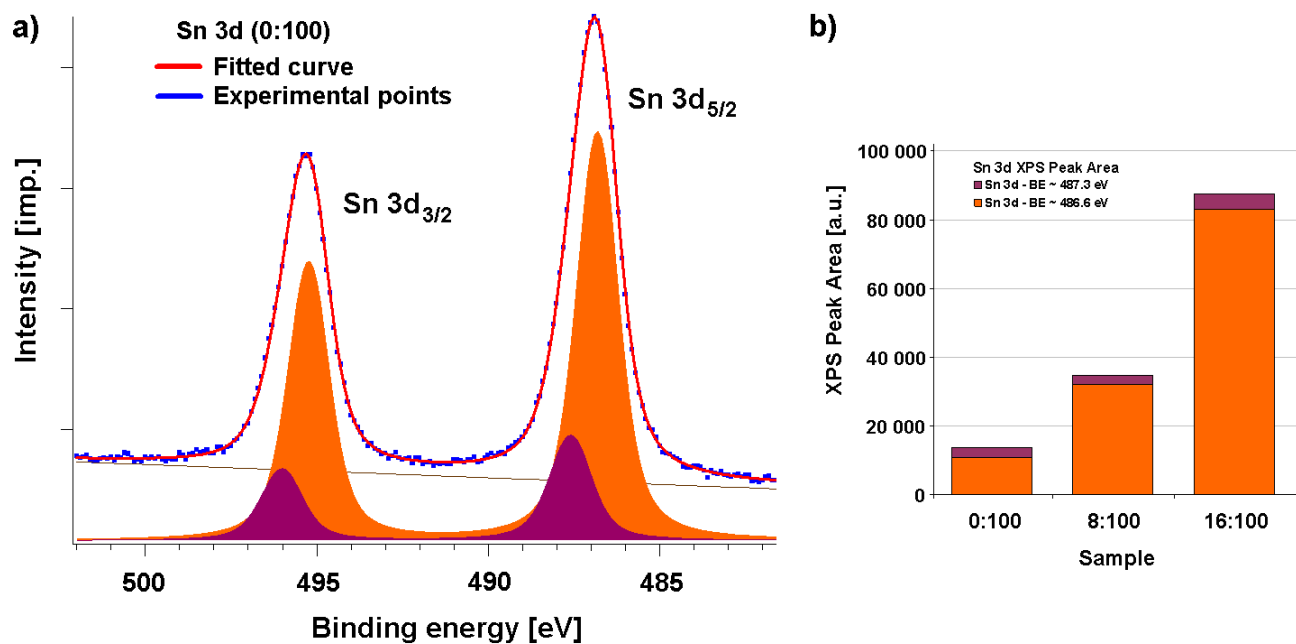 a)
Sn 3d (0:100)
Fitted curve
Experimental points
Sn 3d3/2
Sn 3d5/2
Intensity [imp.]
500
495
490
485
Binding energy [eV]
b)
100 000
80 000
60 000
40 000
20 000
0
XPS Peak Area [a.u.]
Sn 3d XPS Peak Area
Sn 3d - BE ~ 487.3 eV
Sn 3d - BE ~ 486.6 eV
0:100
8:100
16:100
Sample